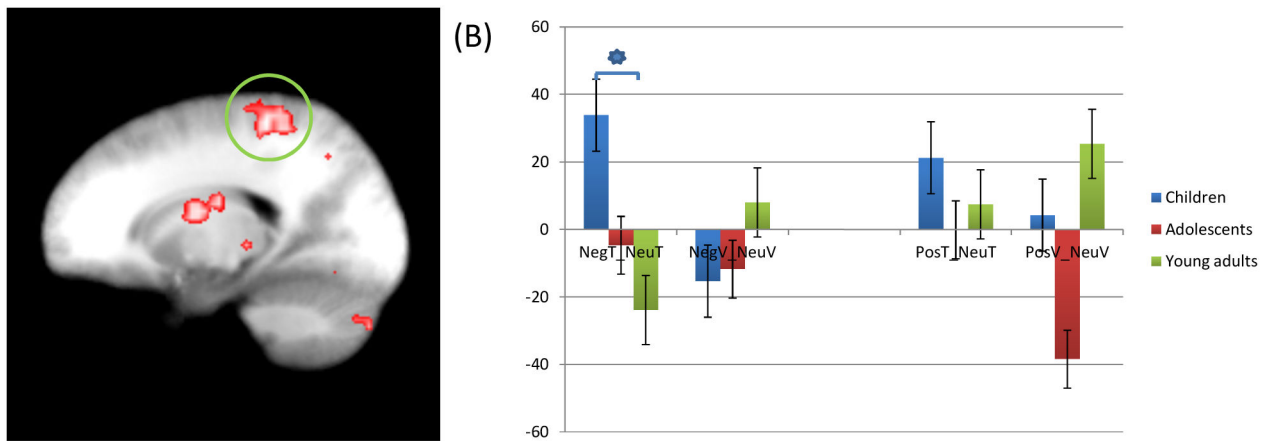 (B)
60
40
20
0
-20
-40
-60
NegT_NeuT
NegV_NeuV
PosT_NeuT
PosV_NeuV
Children
Adolescents
Young adults